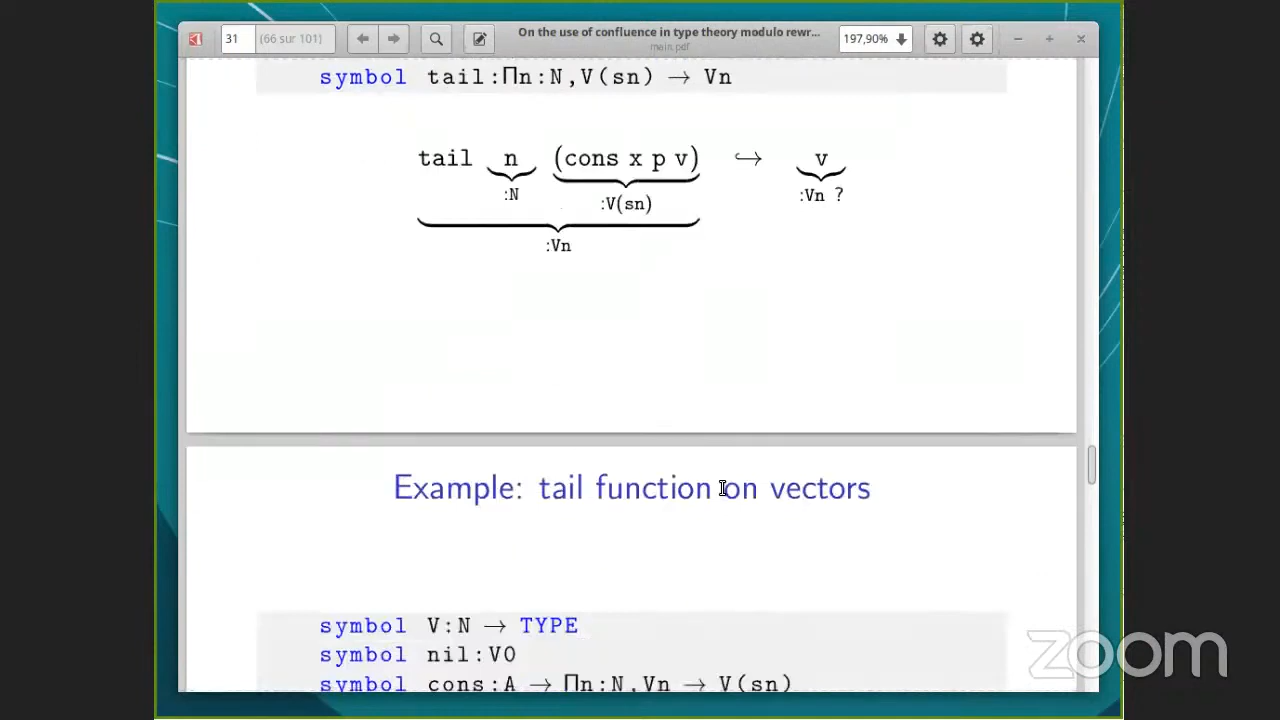 31 (66 sur 101) On the use of confluence in type theory modulo rewr... 197,90%
main.pdf
symbol tail:Πn:N,V(sn) → Vn
tail n (cons x p v) ↪ v
:N :V(sn) :Vn ?
:Vn
Example: tail function on vectors
symbol V:N → TYPE
symbol nil:V0
symbol cons:A → Πn:N,Vn → V(sn)
zoom